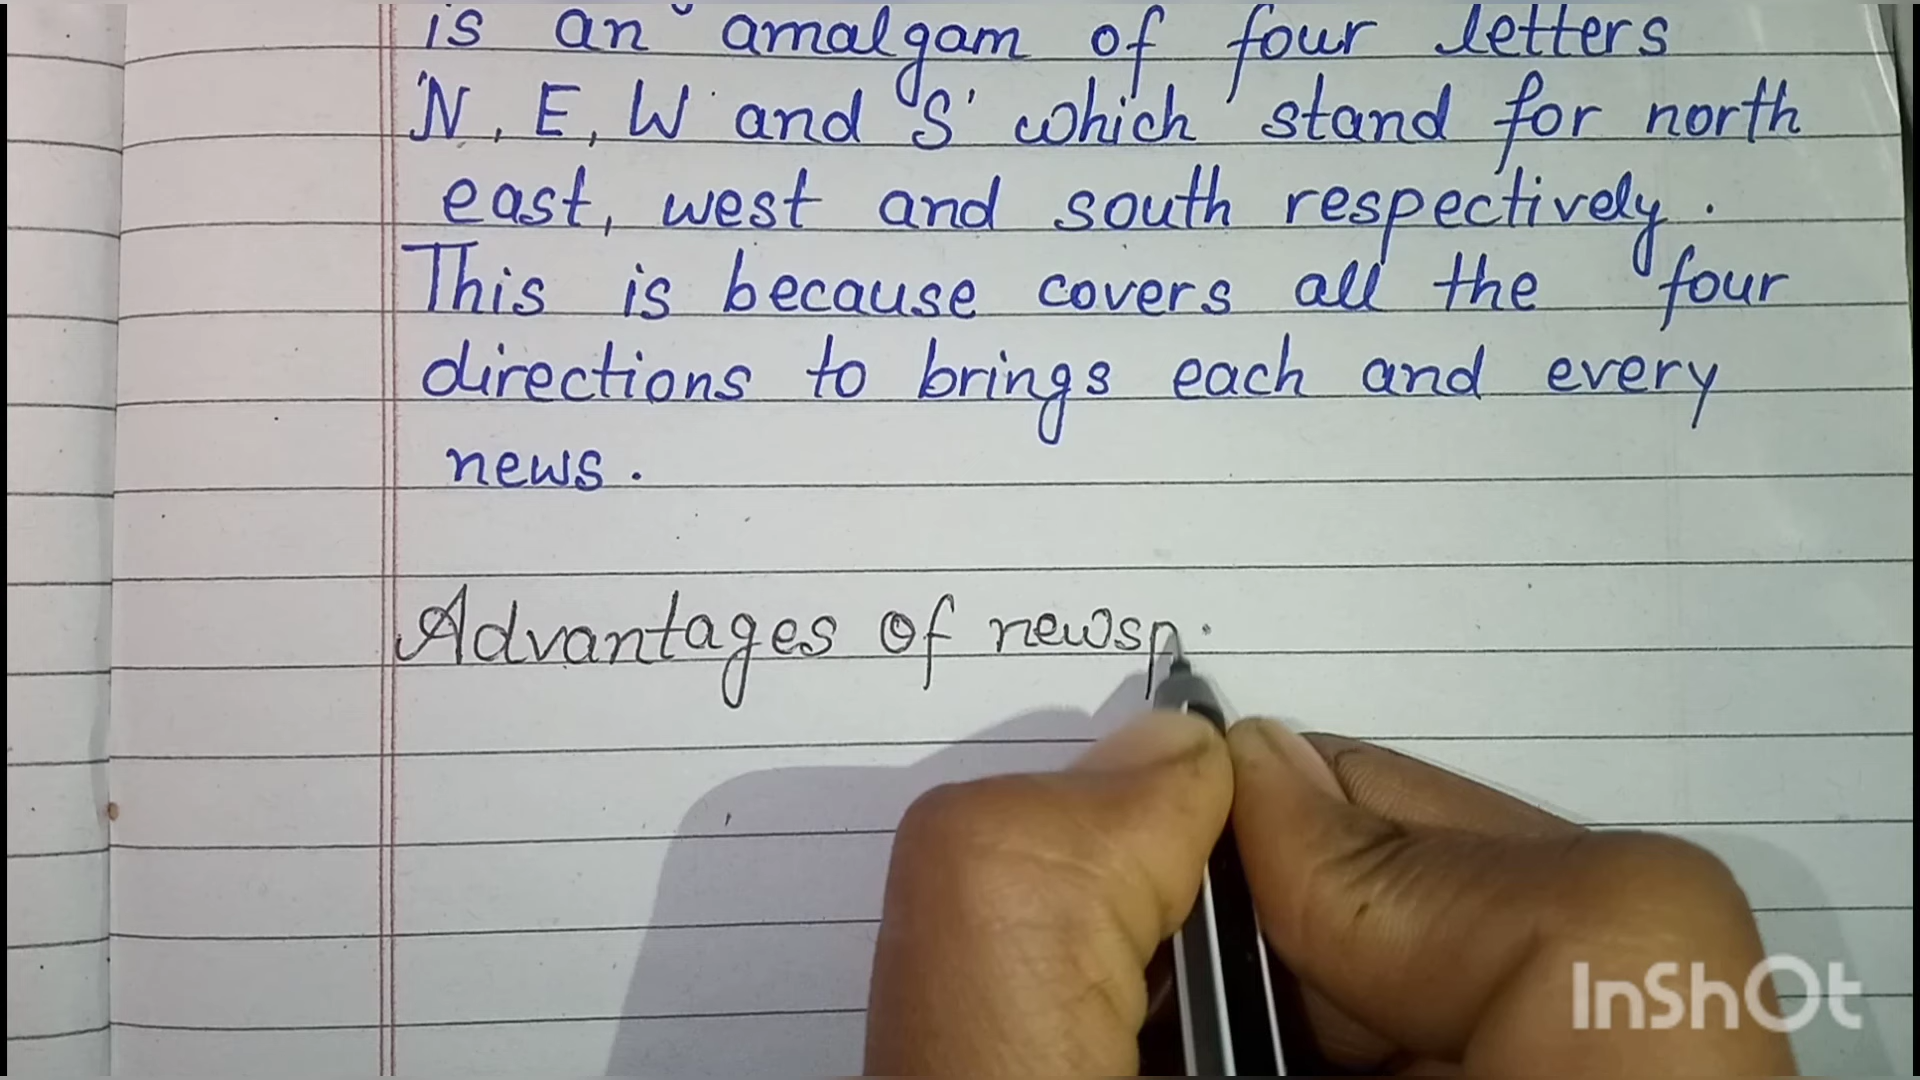 is an amalgam of four letters
'N, E, W and 'S' which stand for north
east, west and south respectively.
This is because covers all the four
directions to brings each and every
news.
Advantages of newsp
InShOt